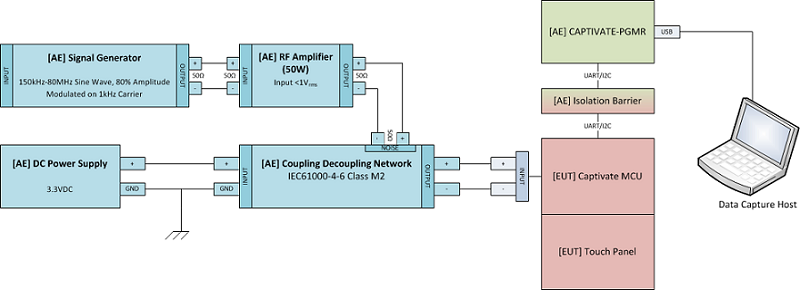 [AE] Signal Generator
150kHz-80MHz Sine Wave, 80% Amplitude
Modulated on 1kHz Carrier
INPUT
OUTPUT
+
50Ω
-
+
50Ω
-
INPUT
[AE] RF Amplifier
(50W)
Input <1Vrms
OUTPUT
+
50Ω
-
[AE] CAPTIVATE-PGMR
USB
UART/I2C
[AE] Isolation Barrier
UART/I2C
-
50Ω
+
NOISE
[AE] DC Power Supply
3.3VDC
+
GND
+
GND
INPUT
[AE] Coupling Decoupling Network
IEC61000-4-6 Class M2
OUTPUT
+
-
+
-
INPUT
[EUT] Captivate MCU
[EUT] Touch Panel
Data Capture Host